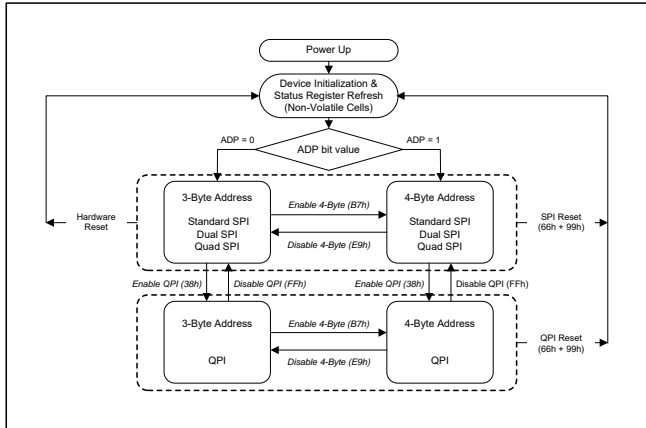 Power Up
Device Initialization &
Status Register Refresh
(Non-Volatile Cells)
ADP = 0
ADP = 1
ADP bit value
3-Byte Address
Standard SPI
Dual SPI
Quad SPI
Enable 4-Byte (B7h)
Disable 4-Byte (E9h)
4-Byte Address
Standard SPI
Dual SPI
Quad SPI
Hardware
Reset
SPI Reset
(66h + 99h)
Enable QPI (38h)
Disable QPI (FFh)
Enable QPI (38h)
Disable QPI (FFh)
3-Byte Address
QPI
Enable 4-Byte (B7h)
Disable 4-Byte (E9h)
4-Byte Address
QPI
QPI Reset
(66h + 99h)